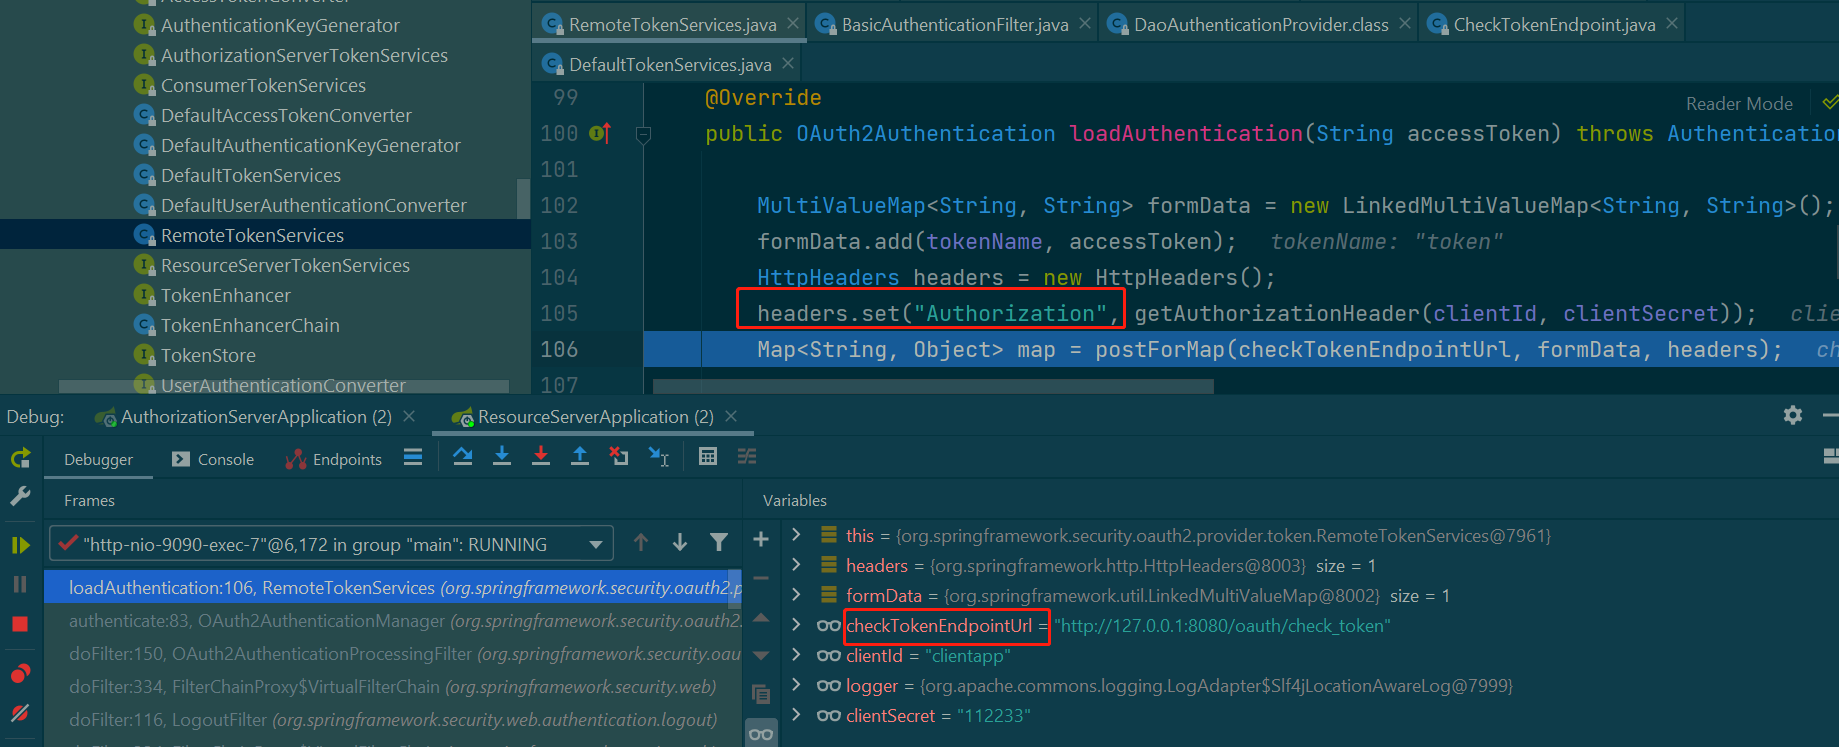 AccessTokenConverter
AuthenticationKeyGenerator
AuthorizationServerTokenServices
ConsumerTokenServices
DefaultAccessTokenConverter
DefaultAuthenticationKeyGenerator
DefaultTokenServices
DefaultUserAuthenticationConverter
RemoteTokenServices
ResourceServerTokenServices
TokenEnhancer
TokenEnhancerChain
TokenStore
UserAuthenticationConverter
RemoteTokenServices.java BasicAuthenticationFilter.java DaoAuthenticationProvider.class CheckTokenEndpoint.java
DefaultTokenServices.java
Reader Mode
99 @Override
100 public OAuth2Authentication loadAuthentication(String accessToken) throws Authentication
101
102 MultiValueMap<String, String> formData = new LinkedMultiValueMap<String, String>();
103 formData.add(tokenName, accessToken); tokenName: "token"
104 HttpHeaders headers = new HttpHeaders();
105 headers.set("Authorization", getAuthorizationHeader(clientId, clientSecret)); clie
106 Map<String, Object> map = postForMap(checkTokenEndpointUrl, formData, headers); ch
107
Debug: AuthorizationServerApplication (2) ResourceServerApplication (2)
Debugger Console Endpoints
Frames
"http-nio-9090-exec-7"@6,172 in group "main": RUNNING
loadAuthentication:106, RemoteTokenServices (org.springframework.security.oauth2.p
authenticate:83, OAuth2AuthenticationManager (org.springframework.security.oauth2.
doFilter:150, OAuth2AuthenticationProcessingFilter (org.springframework.security.oau
doFilter:334, FilterChainProxy$VirtualFilterChain (org.springframework.security.web)
doFilter:116, LogoutFilter (org.springframework.security.web.authentication.logout)
Variables
this = {org.springframework.security.oauth2.provider.token.RemoteTokenServices@7961}
headers = {org.springframework.http.HttpHeaders@8003} size = 1
formData = {org.springframework.util.LinkedMultiValueMap@8002} size = 1
checkTokenEndpointUrl = "http://127.0.0.1:8080/oauth/check_token"
clientId = "clientapp"
logger = {org.apache.commons.logging.LogAdapter$Slf4jLocationAwareLog@7999}
clientSecret = "112233"